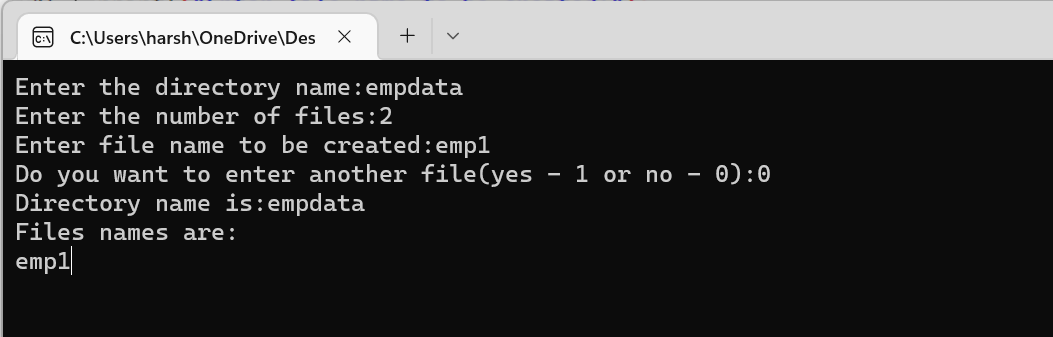 C:\Users\harsh\OneDrive\Des
Enter the directory name:empdata
Enter the number of files:2
Enter file name to be created:emp1
Do you want to enter another file(yes - 1 or no - 0):0
Directory name is:empdata
Files names are:
emp1